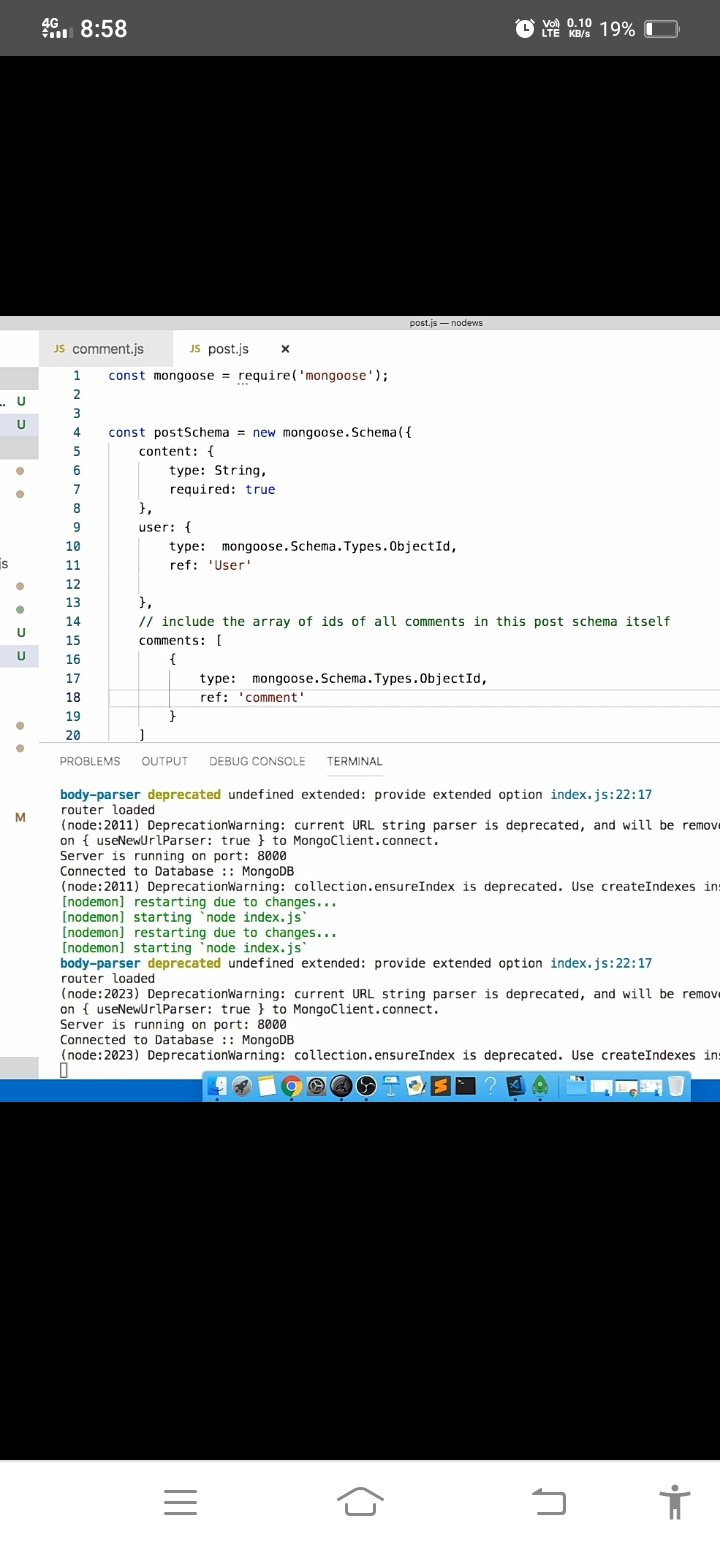 4G 8:58 Vo) LTE 0.10 KB/s 19%
post.js — nodews
JS comment.js JS post.js ×
1 const mongoose = require('mongoose');
2
3
4 const postSchema = new mongoose.Schema({
5 content: {
6 type: String,
7 required: true
8 },
9 user: {
10 type:  mongoose.Schema.Types.ObjectId,
11 ref: 'User'
12
13 },
14 // include the array of ids of all comments in this post schema itself
15 comments: [
16 {
17 type:  mongoose.Schema.Types.ObjectId,
18 ref: 'comment'
19 }
20 ]
.. U
U
js
U
U
M
PROBLEMS OUTPUT DEBUG CONSOLE TERMINAL
body-parser deprecated undefined extended: provide extended option index.js:22:17
router loaded
(node:2011) DeprecationWarning: current URL string parser is deprecated, and will be remove
on { useNewUrlParser: true } to MongoClient.connect.
Server is running on port: 8000
Connected to Database :: MongoDB
(node:2011) DeprecationWarning: collection.ensureIndex is deprecated. Use createIndexes ins
[nodemon] restarting due to changes...
[nodemon] starting `node index.js`
[nodemon] restarting due to changes...
[nodemon] starting `node index.js`
body-parser deprecated undefined extended: provide extended option index.js:22:17
router loaded
(node:2023) DeprecationWarning: current URL string parser is deprecated, and will be remove
on { useNewUrlParser: true } to MongoClient.connect.
Server is running on port: 8000
Connected to Database :: MongoDB
(node:2023) DeprecationWarning: collection.ensureIndex is deprecated. Use createIndexes ins